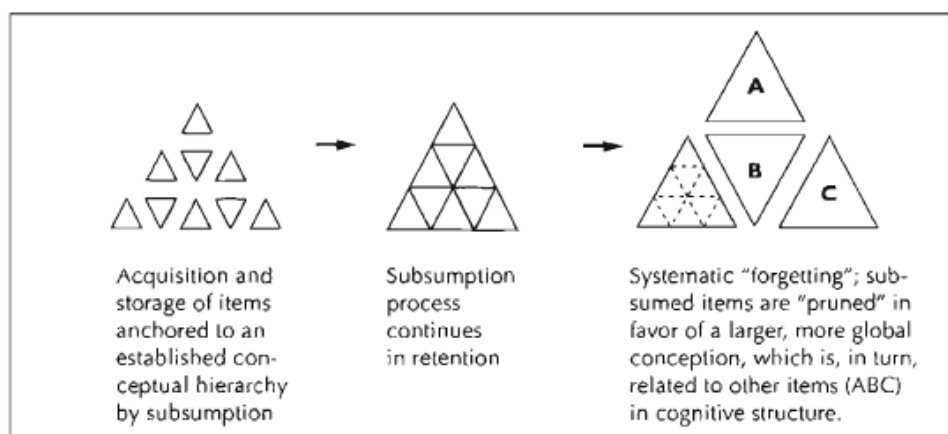 A
B
C
Acquisition and
storage of items
anchored to an
established con-
ceptual hierarchy
by subsumption
Subsumption
process
continues
in retention
Systematic "forgetting"; sub-
sumed items are "pruned" in
favor of a larger, more global
conception, which is, in turn,
related to other items (ABC)
in cognitive structure.